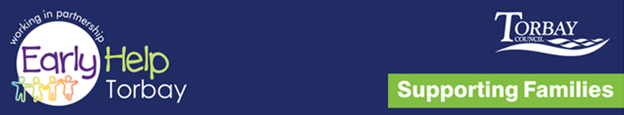 working in partnership
Early Help
Torbay
TORBAY
COUNCIL
Supporting Families